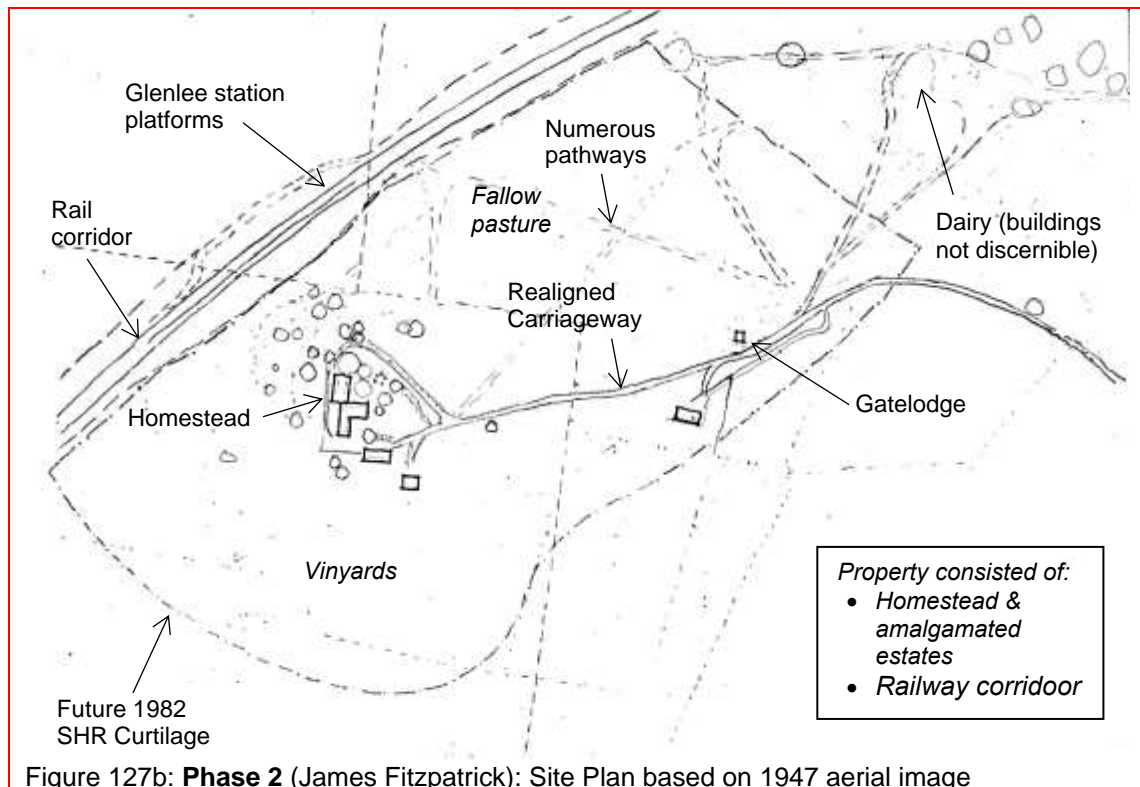 Glenlee station
platforms
Numerous
pathways
Fallow
pasture
Rail
corridor
Dairy (buildings
not discernible)
Realigned
Carriageway
Homestead
Gatelodge
Vinyards
Property consisted of:
• Homestead &
amalgamated
estates
• Railway corridoor
Future 1982
SHR Curtilage
Figure 127b: Phase 2 (James Fitzpatrick): Site Plan based on 1947 aerial image